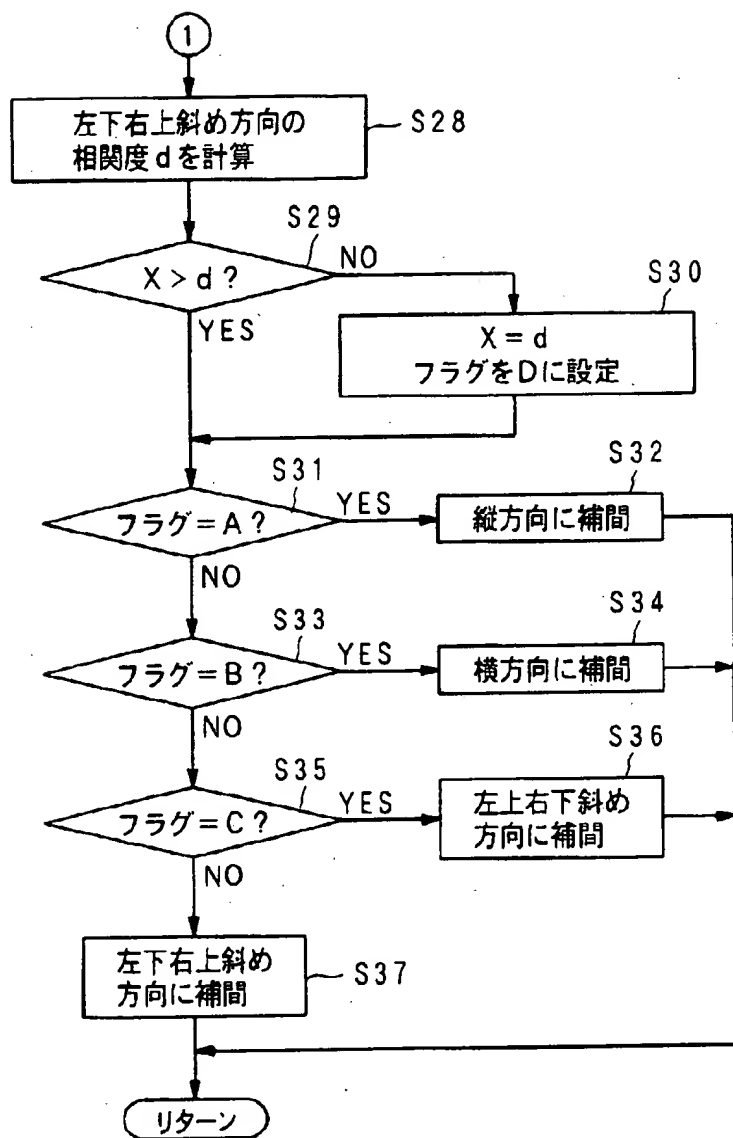 1
左下右上斜め方向の
相関度dを計算
S28
S29
X>d?
NO
YES
S30
X=d
フラグをDに設定
S31
フラグ=A?
YES
NO
S32
縦方向に補間
S33
フラグ=B?
YES
NO
S34
横方向に補間
S35
フラグ=C?
YES
NO
S36
左上右下斜め
方向に補間
左下右上斜め
方向に補間
S37
リターン